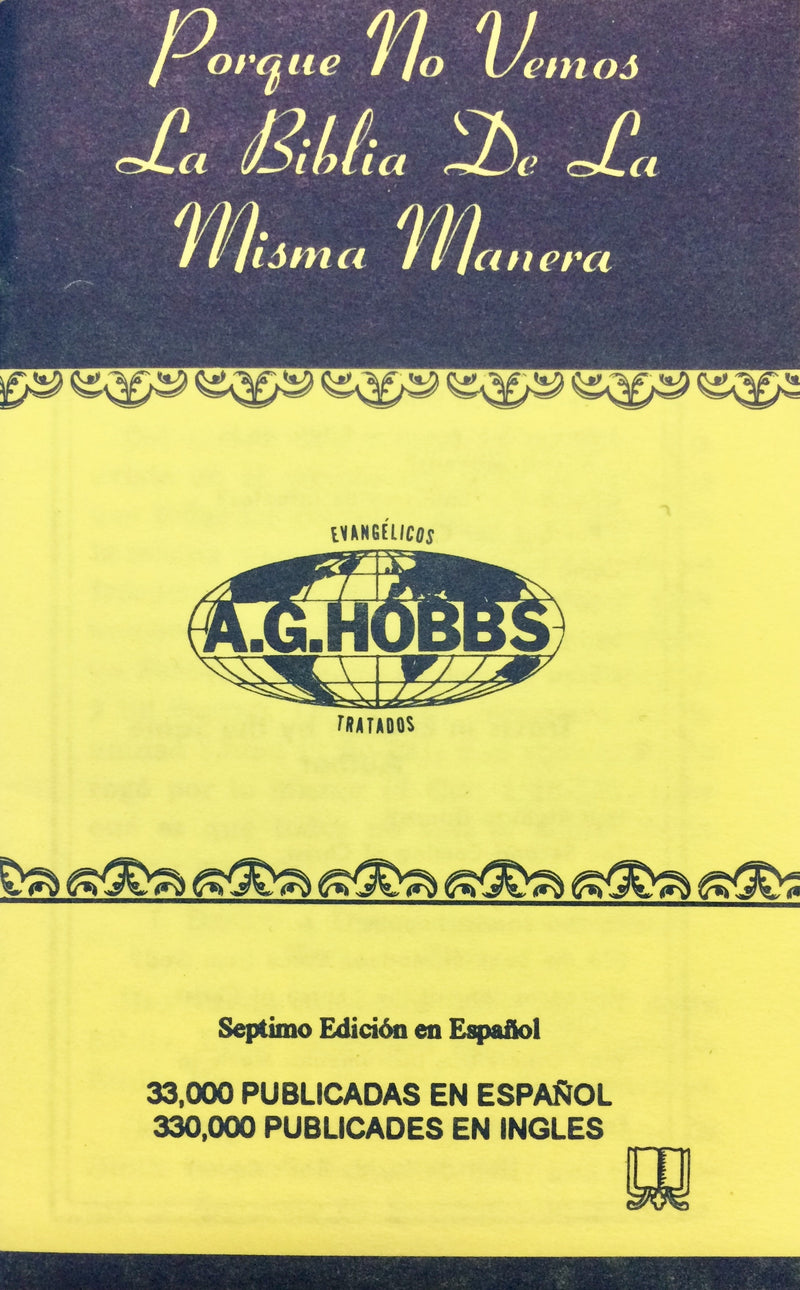 Porque No Vemos
La Biblia De La
Misma Manera
EVANGÉLICOS
A.G.HOBBS
TRATADOS
Septimo Edición en Español
33,000 PUBLICADAS EN ESPAÑOL
330,000 PUBLICADES EN INGLES